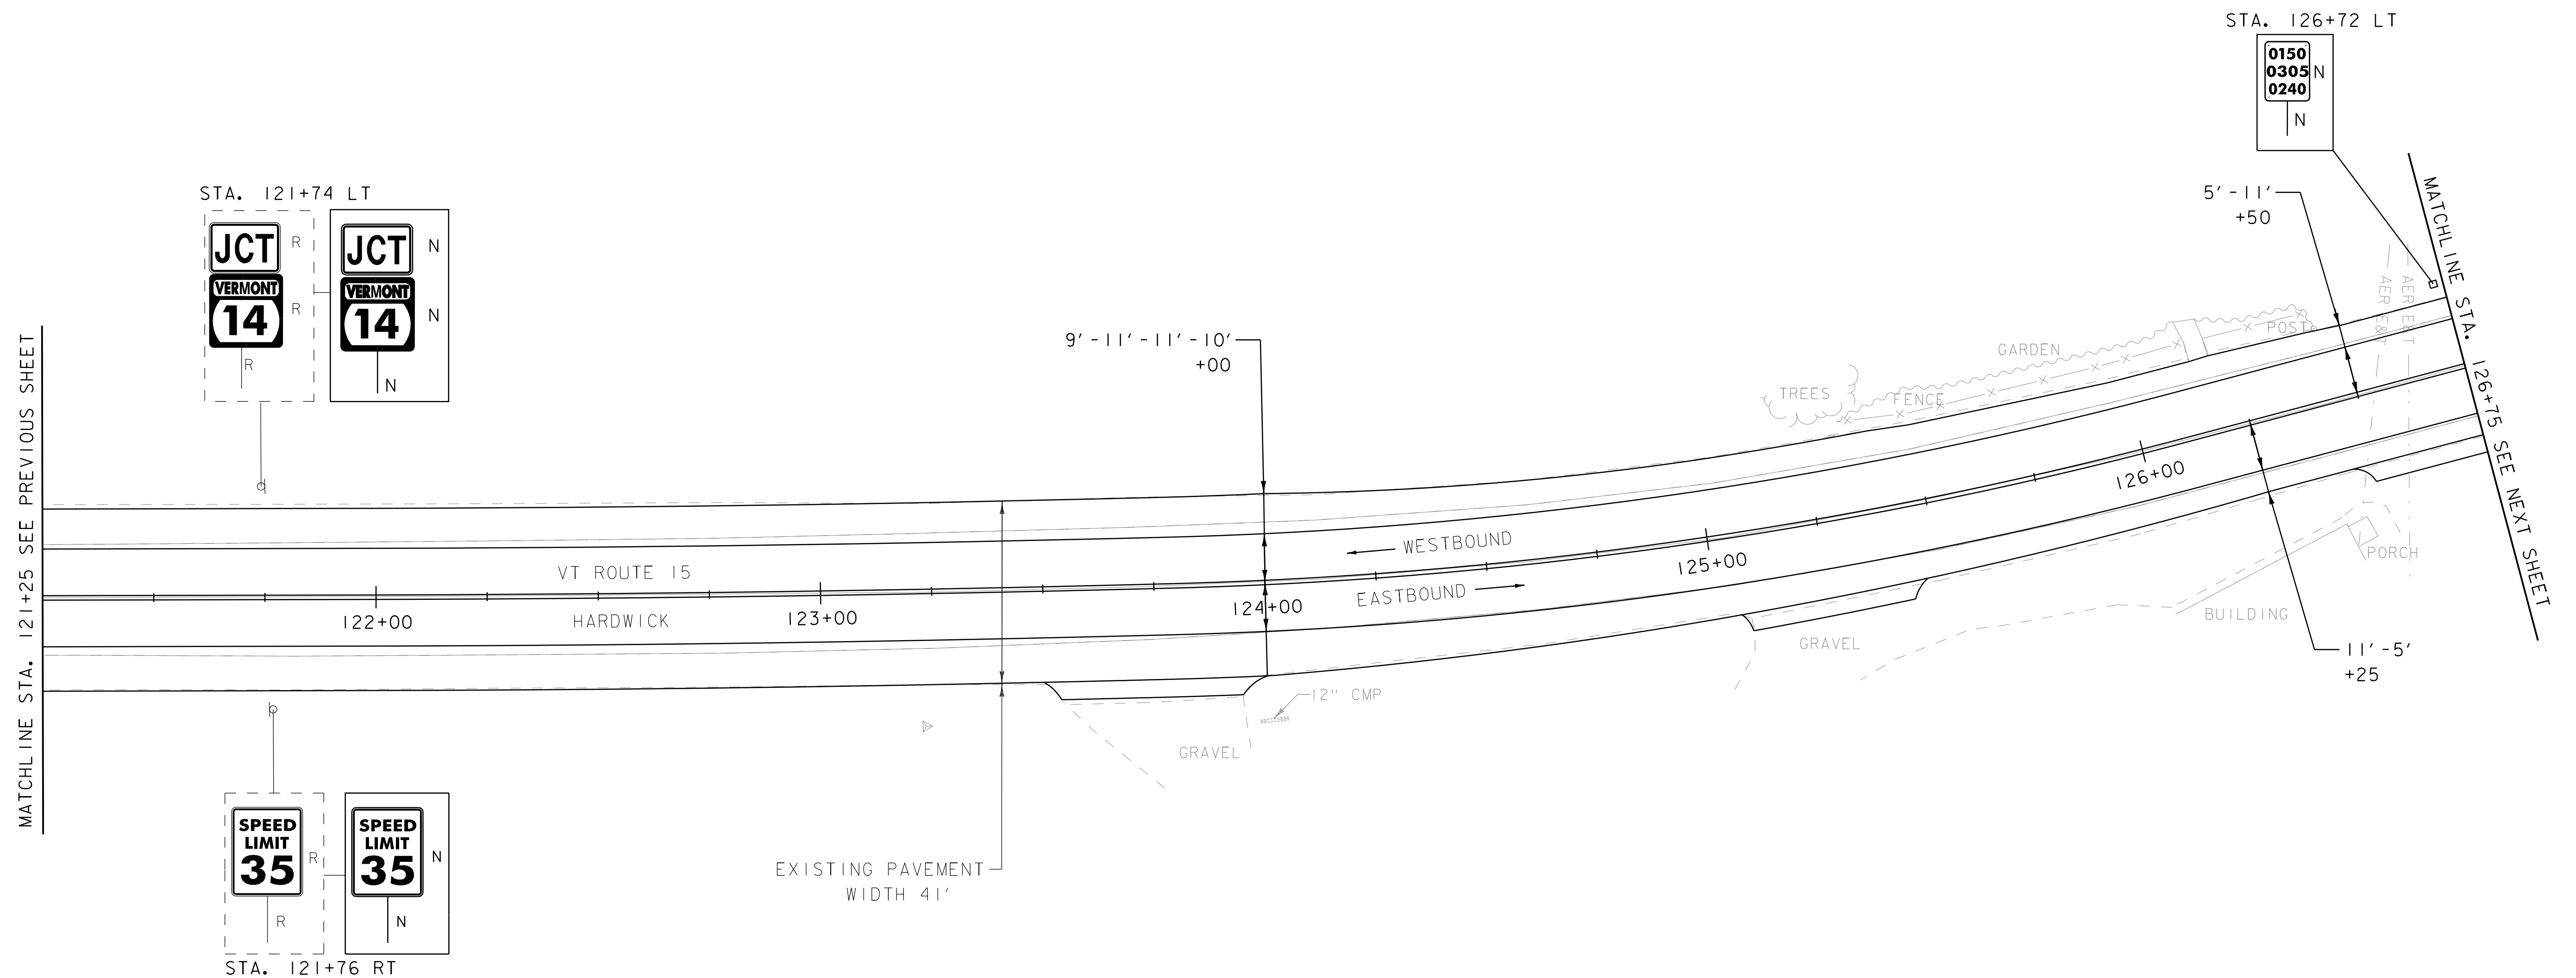 STA. 126+72 LT
0150
0305 N
0240
N
5'-11'
+50
MATCHLINE STA. 126+75 SEE NEXT SHEET
STA. 121+74 LT
JCT R
VERMONT
14 R
R
JCT N
VERMONT
14 N
N
MATCHLINE STA. 121+25 SEE PREVIOUS SHEET
9'-11'-11'-10'
+00
TREES
FENCE
GARDEN
POSTS
AER E&T
AER E&T
VT ROUTE 15
HARDWICK
WESTBOUND
EASTBOUND
122+00
123+00
124+00
125+00
126+00
PORCH
BUILDING
GRAVEL
11'-5'
+25
12" CMP
GRAVEL
EXISTING PAVEMENT
WIDTH 41'
SPEED
LIMIT
35 R
R
SPEED
LIMIT
35 N
N
STA. 121+76 RT